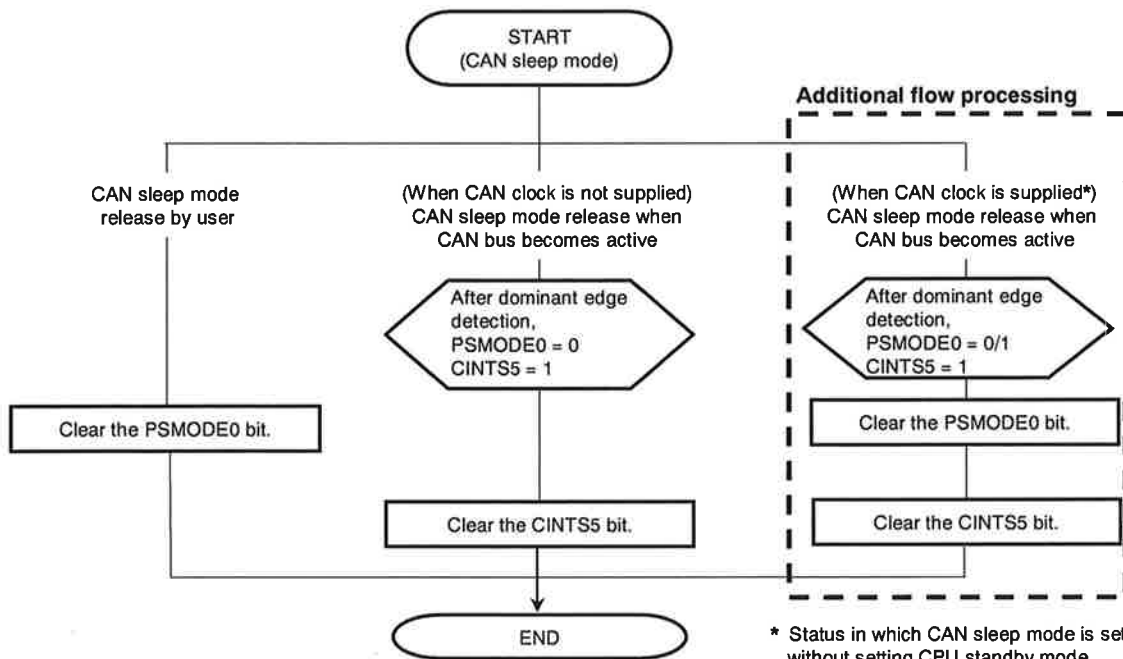 START
(CAN sleep mode)
Additional flow processing
CAN sleep mode
release by user
(When CAN clock is not supplied)
CAN sleep mode release when
CAN bus becomes active
(When CAN clock is supplied*)
CAN sleep mode release when
CAN bus becomes active
After dominant edge
detection,
PSMODE0 = 0
CINTS5 = 1
After dominant edge
detection,
PSMODE0 = 0/1
CINTS5 = 1
Clear the PSMODE0 bit.
Clear the PSMODE0 bit.
Clear the CINTS5 bit.
Clear the CINTS5 bit.
END
* Status in which CAN sleep mode is set
without setting CPU standby mode